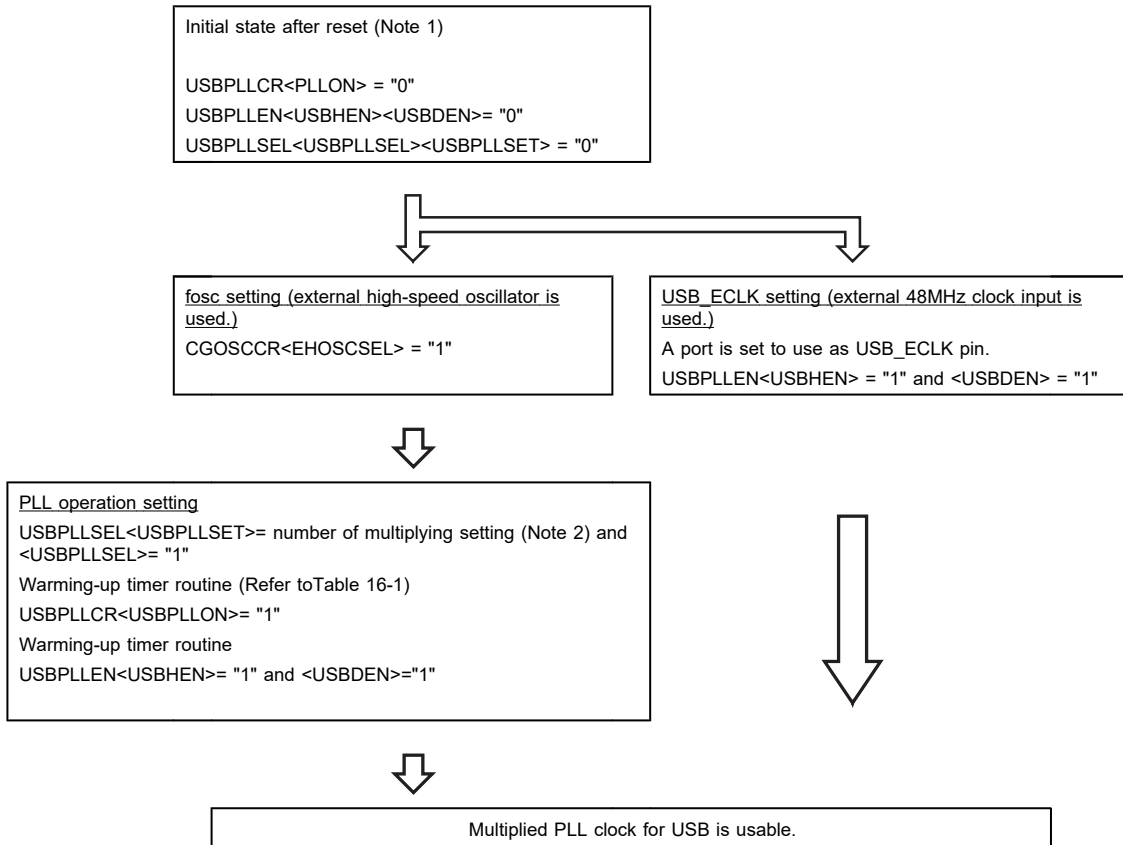 Initial state after reset (Note 1)
USBPLLCR<PLLON> = "0"
USBPLLEN<USBHEN><USBDEN>= "0"
USBPLLSEL<USBPLLSEL><USBPLLSET> = "0"
fosc setting (external high-speed oscillator is
used.)
CGOSCCR<EHOSCSEL> = "1"
USB_ECLK setting (external 48MHz clock input is
used.)
A port is set to use as USB_ECLK pin.
USBPLLEN<USBHEN> = "1" and <USBDEN> = "1"
PLL operation setting
USBPLLSEL<USBPLLSET>= number of multiplying setting (Note 2) and
<USBPLLSEL>= "1"
Warming-up timer routine (Refer toTable 16-1)
USBPLLCR<USBPLLON>= "1"
Warming-up timer routine
USBPLLEN<USBHEN>= "1" and <USBDEN>="1"
Multiplied PLL clock for USB is usable.